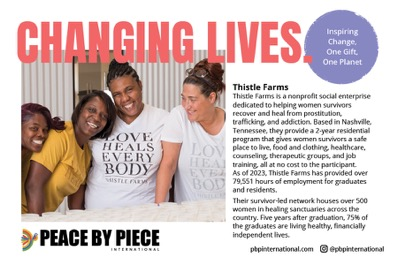 CHANGING LIVES.
Inspiring
Change,
One Gift,
One Planet
Thistle Farms
Thistle Farms is a nonprofit social enterprise
dedicated to helping women survivors
recover and heal from prostitution,
trafficking, and addiction. Based in Nashville,
Tennessee, they provide a 2-year residential
program that gives women survivors a safe
place to live, food and clothing, healthcare,
counseling, therapeutic groups, and job
training, all at no cost to the participant.
As of 2023, Thistle Farms has provided over
79,551 hours of employment for graduates
and residents.
Their survivor-led network houses over 500
women in healing sanctuaries across the
country. Five years after graduation, 75% of
the graduates are living healthy, financially
independent lives.
LOVE
HEALS
EVERY
BODY
THISTLE FARMS
LOVE
HEALS
EVERY
BODY
PEACE BY PIECE
INTERNATIONAL
pbpinternational.com @pbpinternational